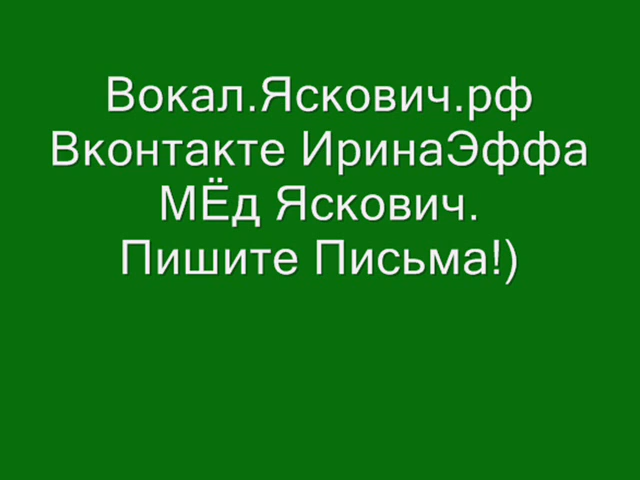 Вокал.Яскович.рф
Вконтакте ИринаЭффа
МЁд Яскович.
Пишите Письма!)